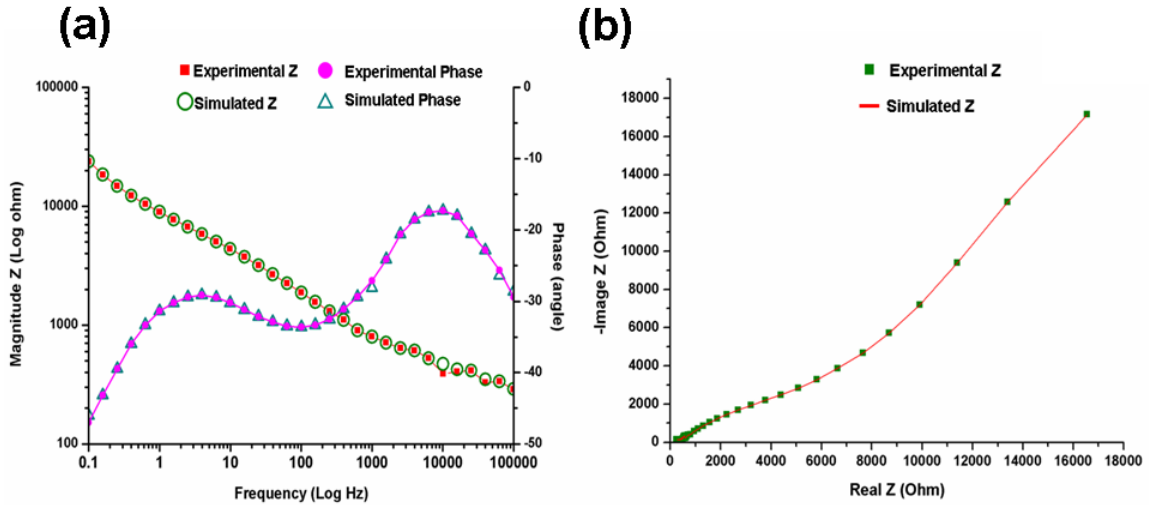 (a)
(b)
Experimental Z
Experimental Phase
Simulated Z
Simulated Phase
100000
10000
1000
100
Magnitude Z (Log ohm)
0
-10
-20
-30
-40
-50
Phase (angle)
0.1
1
10
100
1000
10000
100000
Frequency (Log Hz)
Experimental Z
Simulated Z
18000
16000
14000
12000
10000
8000
6000
4000
2000
0
-Image Z (Ohm)
0
2000
4000
6000
8000
10000
12000
14000
16000
18000
Real Z (Ohm)